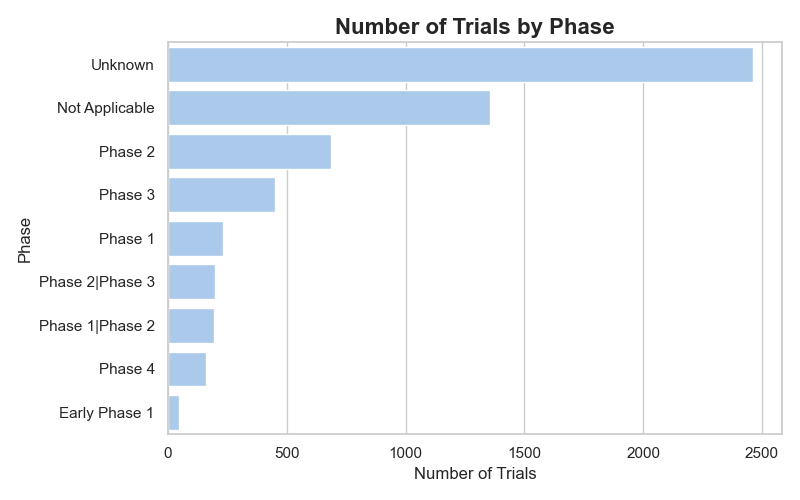 Number of Trials by Phase
Unknown
Not Applicable
Phase 2
Phase 3
Phase 1
Phase 2|Phase 3
Phase 1|Phase 2
Phase 4
Early Phase 1
Phase
0 500 1000 1500 2000 2500
Number of Trials